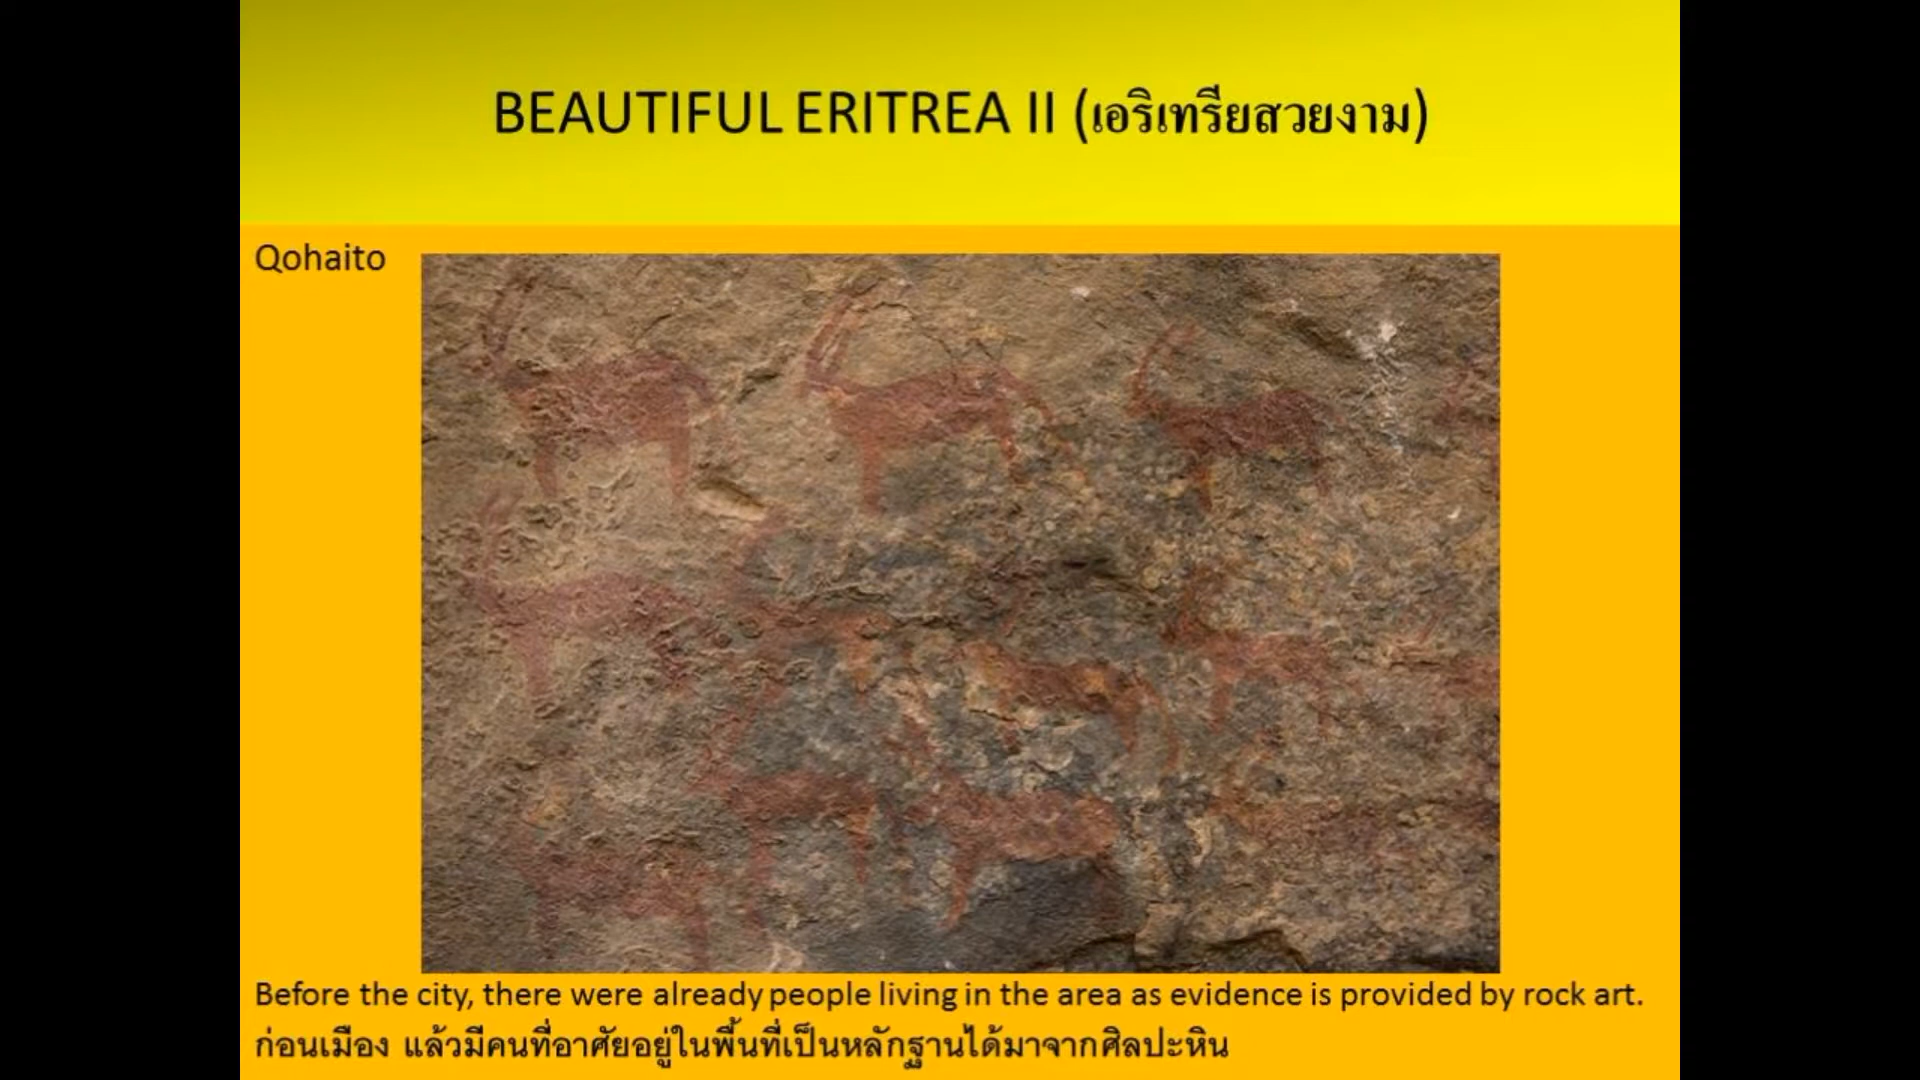 BEAUTIFUL ERITREA II (เอริเทรียสวยงาม)
Qohaito
Before the city, there were already people living in the area as evidence is provided by rock art.
ก่อนเมือง แล้วมีคนที่อาศัยอยู่ในพื้นที่เป็นหลักฐานได้มาจากศิลปะหิน